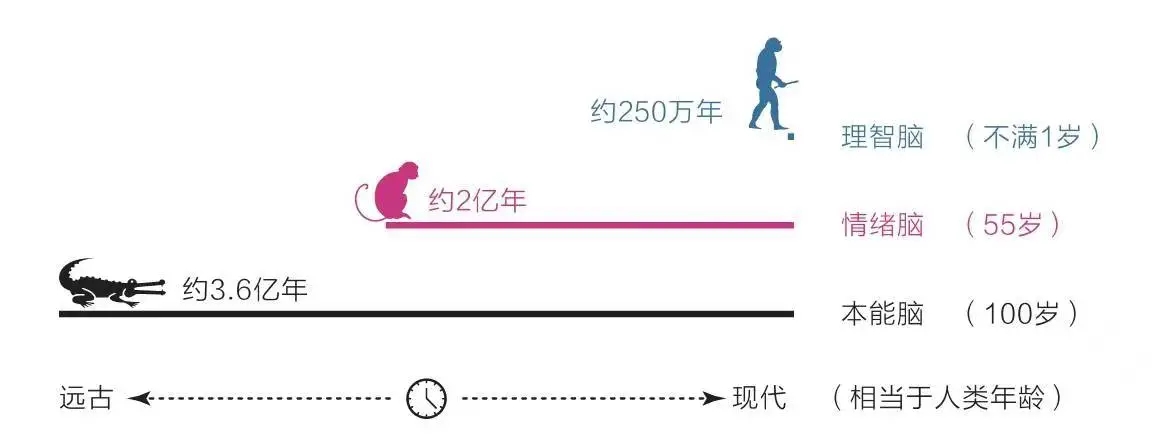 约250万年
理智脑 （不满1岁）
约2亿年
情绪脑 （55岁）
约3.6亿年
本能脑 （100岁）
远古 现代 （相当于人类年龄）